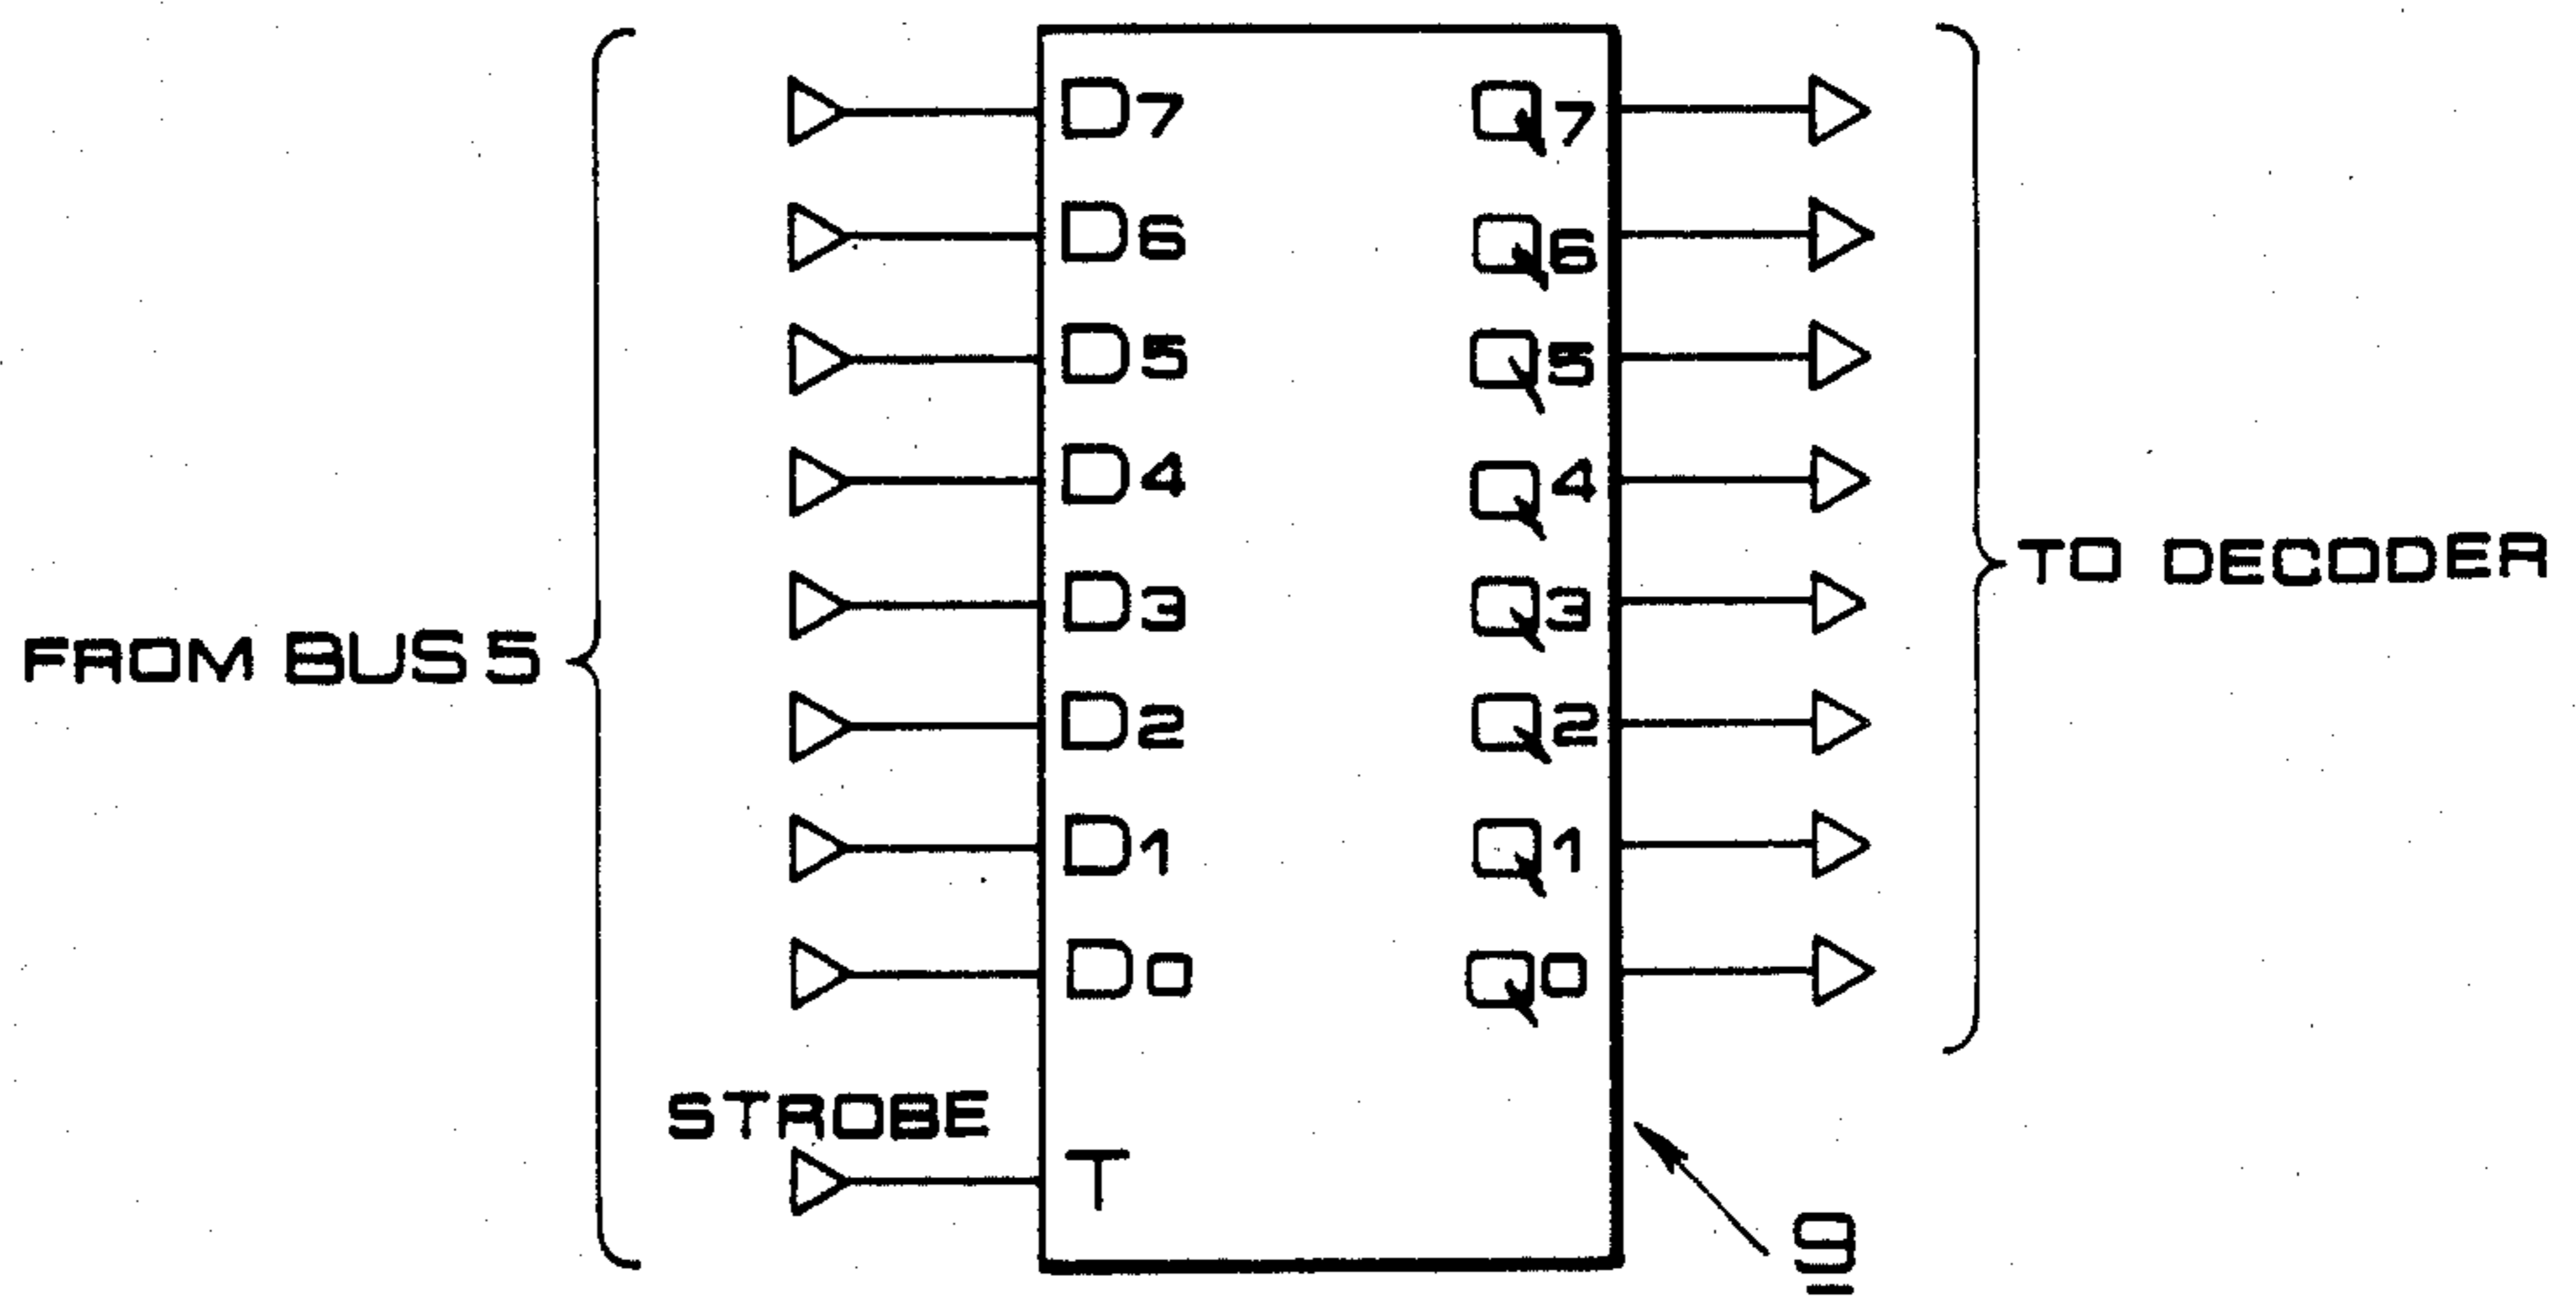 D7 Q7
D6 Q6
D5 Q5
D4 Q4
TO DECODER
D3 Q3
FROM BUS 5
D2 Q2
D1 Q1
D0 Q0
STROBE
T
9